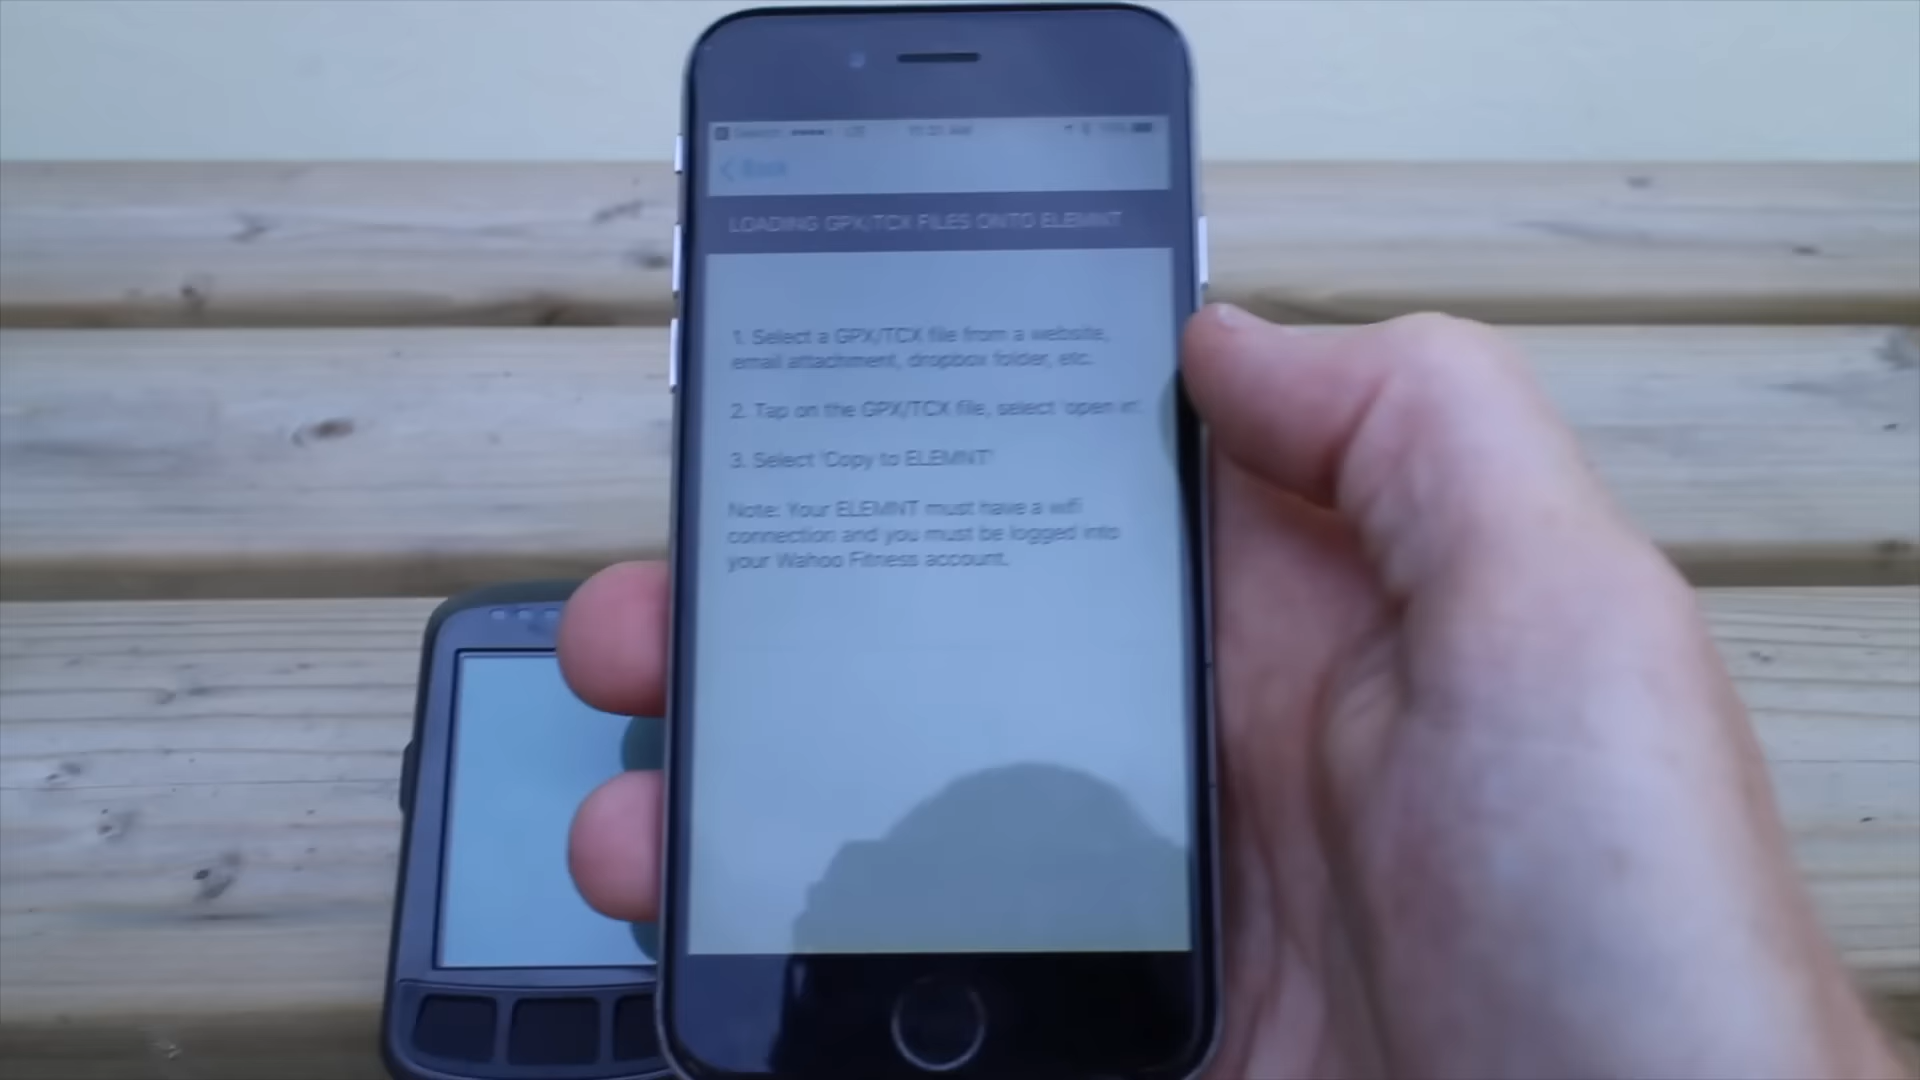 Back
LOADING GPX/TCX FILES ONTO ELEMNT
1. Select a GPX/TCX file from a website,
email attachment, dropbox folder, etc.
2. Tap on the GPX/TCX file, select 'open in'.
3. Select 'Copy to ELEMNT'
Note: Your ELEMNT must have a wifi
connection and you must be logged into
your Wahoo Fitness account.